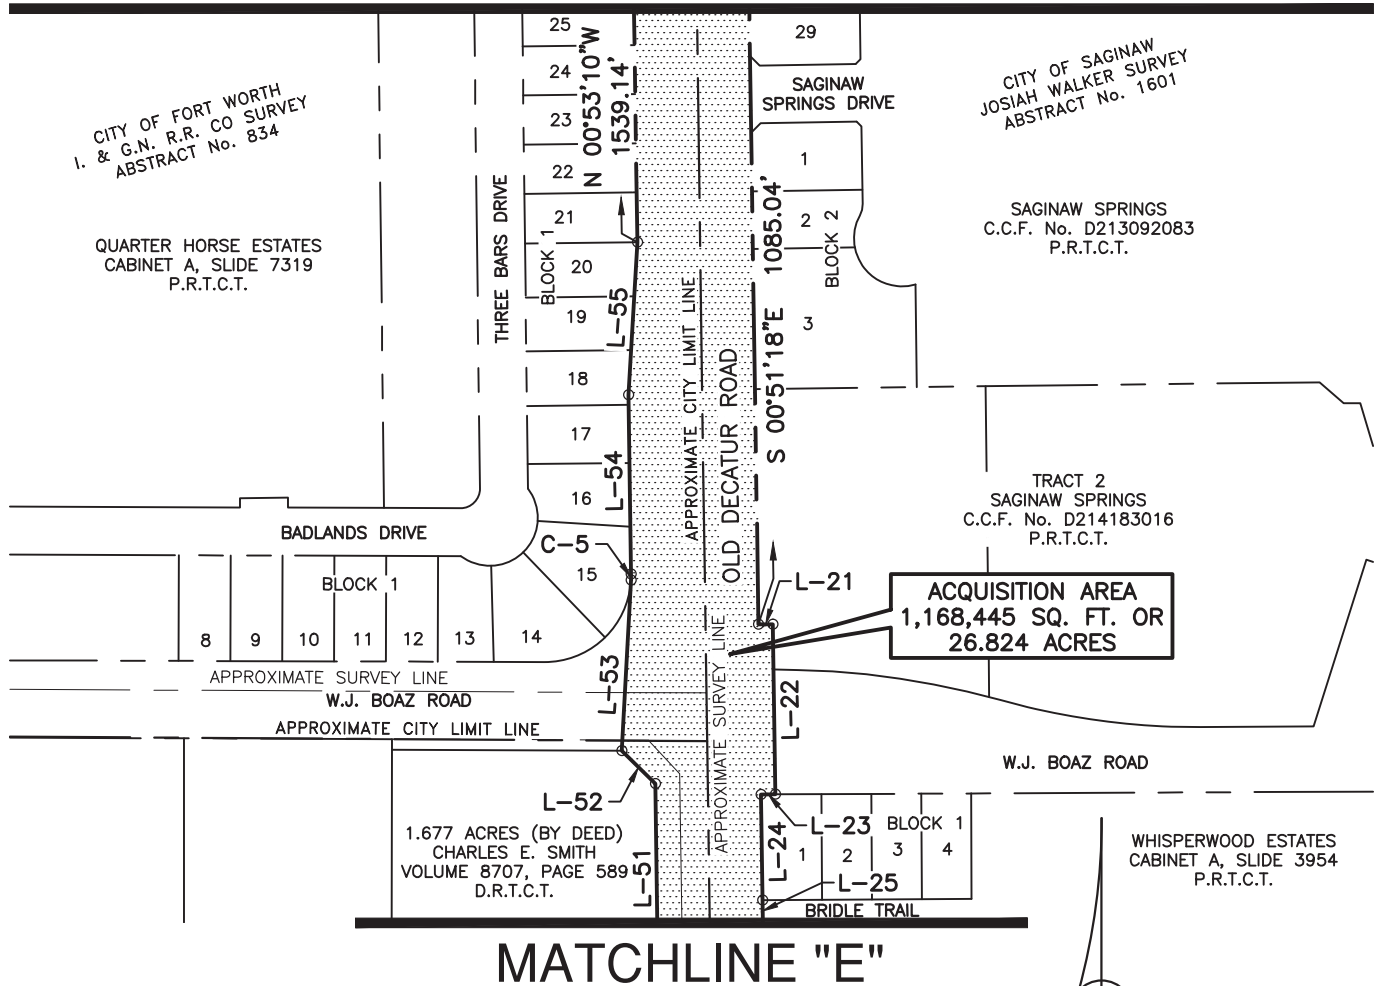 25
24
23
22
21
20
19
18
17
16
15
N 00°53'10"W
1539.14'
29
SAGINAW
SPRINGS DRIVE
CITY OF SAGINAW
JOSIAH WALKER SURVEY
ABSTRACT No. 1601
CITY OF FORT WORTH
I. & G.N. R.R. CO SURVEY
ABSTRACT No. 834
QUARTER HORSE ESTATES
CABINET A, SLIDE 7319
P.R.T.C.T.
THREE BARS DRIVE
BLOCK 1
1
2
BLOCK 2
3
SAGINAW SPRINGS
C.C.F. No. D213092083
P.R.T.C.T.
S 00°51'18"E 1085.04'
L-55
APPROXIMATE CITY LIMIT LINE
OLD DECATUR ROAD
L-54
TRACT 2
SAGINAW SPRINGS
C.C.F. No. D214183016
P.R.T.C.T.
BADLANDS DRIVE
C-5
L-21
BLOCK 1
8
9
10
11
12
13
14
ACQUISITION AREA
1,168,445 SQ. FT. OR
26.824 ACRES
APPROXIMATE SURVEY LINE
W.J. BOAZ ROAD
APPROXIMATE CITY LIMIT LINE
L-53
APPROXIMATE SURVEY LINE
L-22
W.J. BOAZ ROAD
L-52
L-23
BLOCK 1
1
2
3
4
L-24
L-25
BRIDLE TRAIL
1.677 ACRES (BY DEED)
CHARLES E. SMITH
VOLUME 8707, PAGE 589
D.R.T.C.T.
L-51
WHISPERWOOD ESTATES
CABINET A, SLIDE 3954
P.R.T.C.T.
MATCHLINE "E"